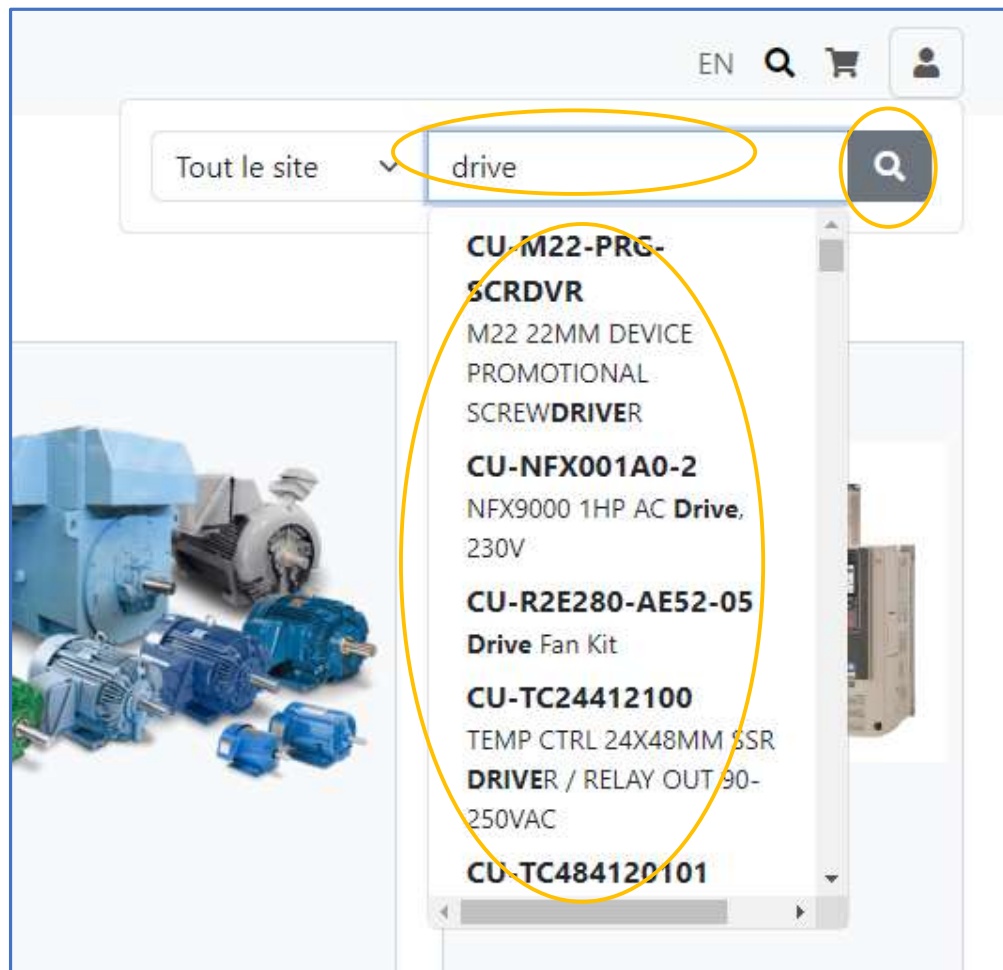 EN
Tout le site
drive
CU-M22-PRG-
SCRDVR
M22 22MM DEVICE
PROMOTIONAL
SCREWDRIVER
CU-NFX001A0-2
NFX9000 1HP AC Drive,
230V
CU-R2E280-AE52-05
Drive Fan Kit
CU-TC24412100
TEMP CTRL 24X48MM SSR
DRIVER / RELAY OUT 90-
250VAC
CU-TC484120101